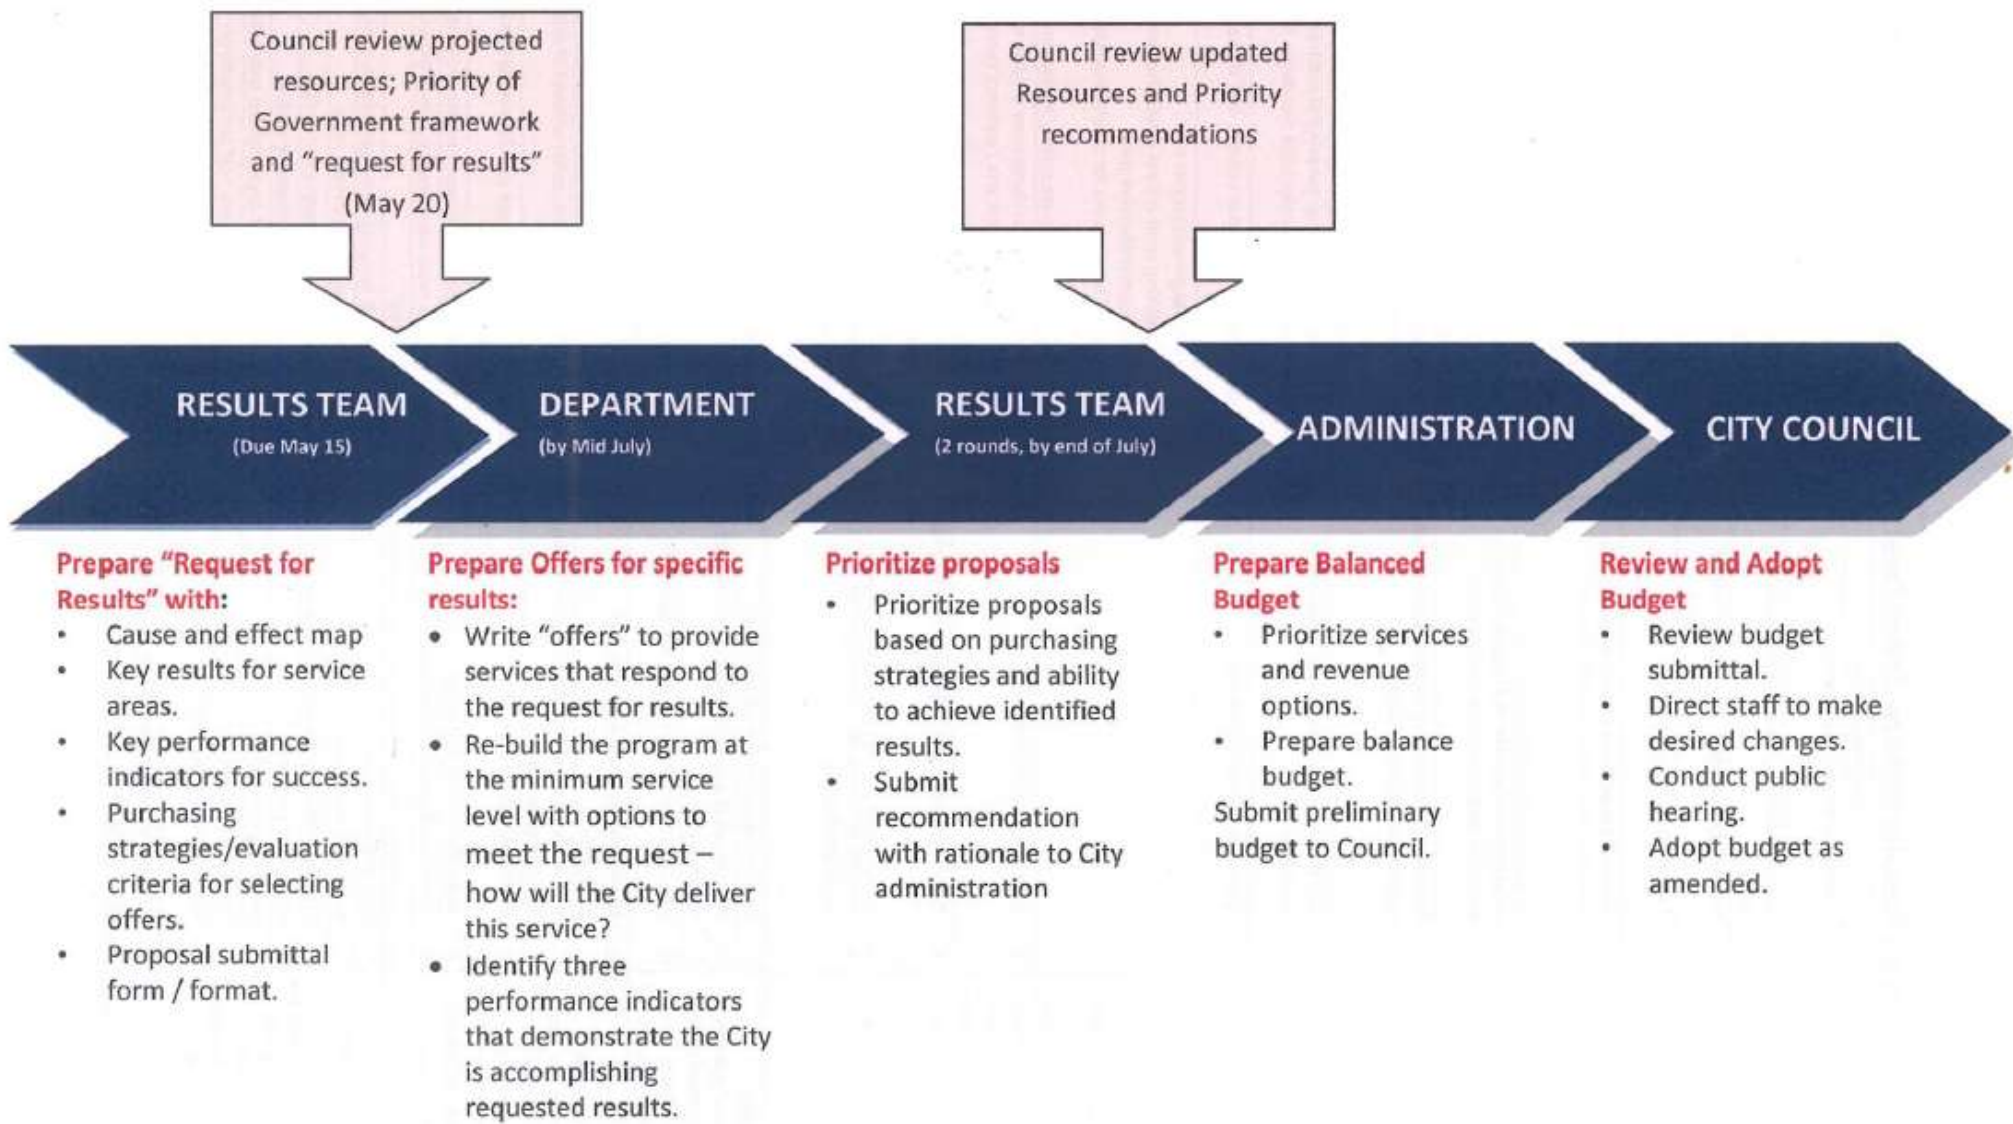 Council review projected
resources; Priority of
Government framework
and “request for results”
(May 20)
Council review updated
Resources and Priority
recommendations
RESULTS TEAM
(Due May 15)
DEPARTMENT
(by Mid July)
RESULTS TEAM
(2 rounds, by end of July)
ADMINISTRATION
CITY COUNCIL
Prepare “Request for
Results” with:
• Cause and effect map
• Key results for service
areas.
• Key performance
indicators for success.
• Purchasing
strategies/evaluation
criteria for selecting
offers.
• Proposal submittal
form / format.
Prepare Offers for specific
results:
• Write “offers” to provide
services that respond to
the request for results.
• Re-build the program at
the minimum service
level with options to
meet the request –
how will the City deliver
this service?
• Identify three
performance indicators
that demonstrate the City
is accomplishing
requested results.
Prioritize proposals
• Prioritize proposals
based on purchasing
strategies and ability
to achieve identified
results.
• Submit
recommendation
with rationale to City
administration
Prepare Balanced
Budget
• Prioritize services
and revenue
options.
• Prepare balance
budget.
Submit preliminary
budget to Council.
Review and Adopt
Budget
• Review budget
submittal.
• Direct staff to make
desired changes.
• Conduct public
hearing.
• Adopt budget as
amended.